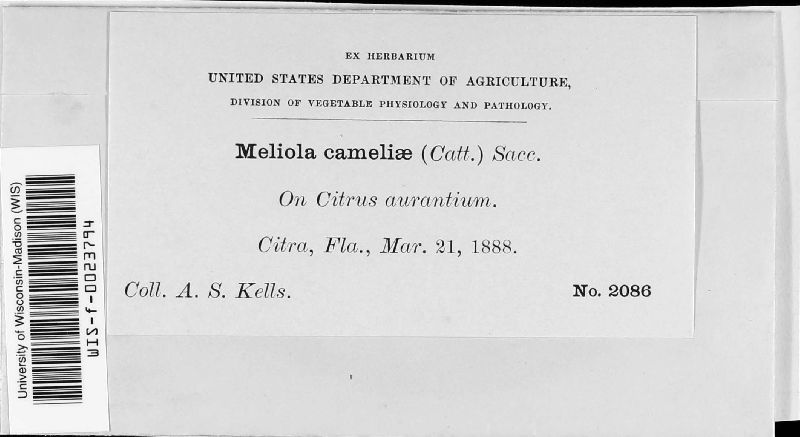 EX HERBARIUM
UNITED STATES DEPARTMENT OF AGRICULTURE,
DIVISION OF VEGETABLE PHYSIOLOGY AND PATHOLOGY.
Meliola cameliæ (Catt.) Sacc.
On Citrus aurantium.
Citra, Fla., Mar. 21, 1888.
Coll. A. S. Kells. No. 2086
University of Wisconsin-Madison (WIS)
WIS-f-0023794